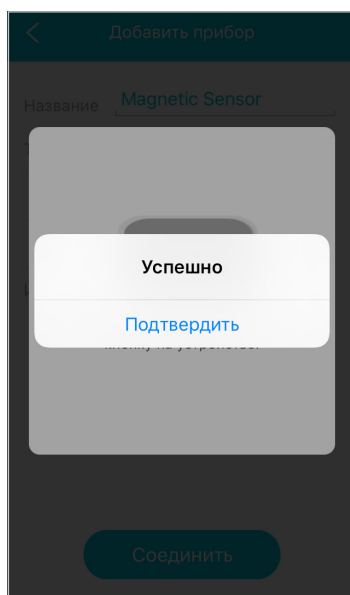 Добавить прибор
Название Magnetic Sensor
Успешно
Подтвердить
Соединить